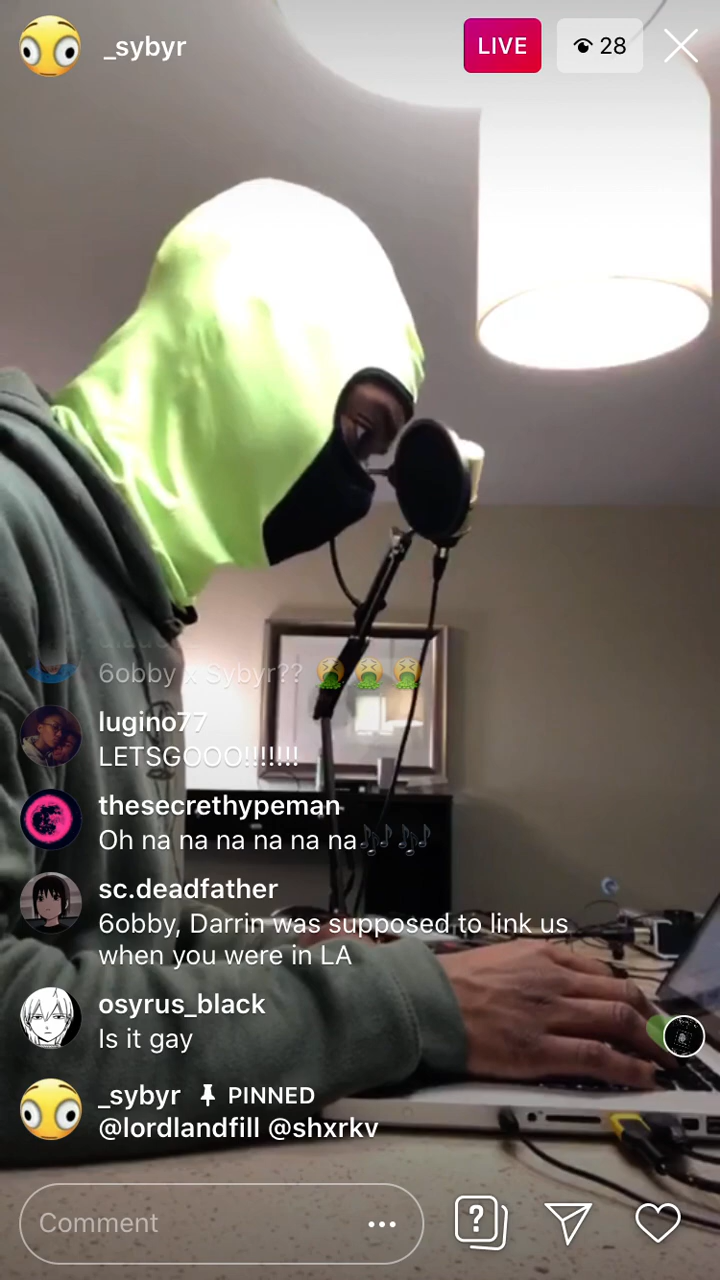 _sybyr
LIVE
28
6obby x Sybyr?? 🤮 🤮 🤮
lugino77
LETSGOOO!!!!!!!
thesecrethypeman
Oh na na na na na na🎶 🎶
sc.deadfather
6obby, Darrin was supposed to link us
when you were in LA
osyrus_black
Is it gay
_sybyr PINNED
@lordlandfill @shxrkv
Comment